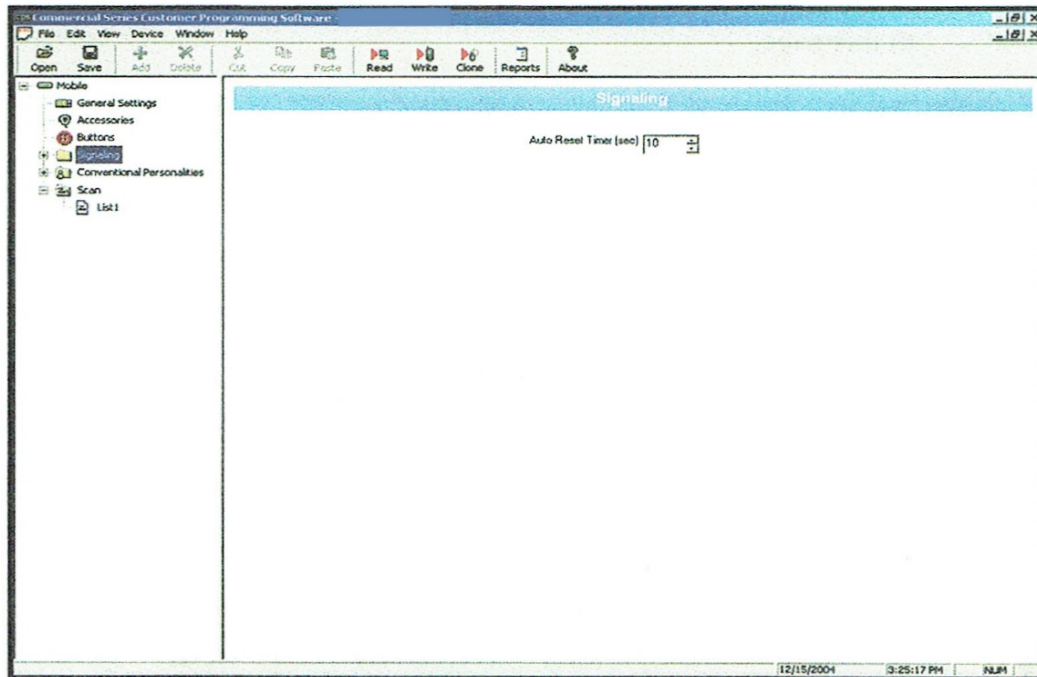 Commercial Series Customer Programming Software -
File Edit View Device Window Help
Open Save Add Delete Cut Copy Paste Read Write Clone Reports About
Mobile
General Settings
Accessories
Buttons
Signaling
Conventional Personalities
Scan
List1
Signaling
Auto Reset Timer (sec) 10
12/15/2004 3:25:17 PM NUM